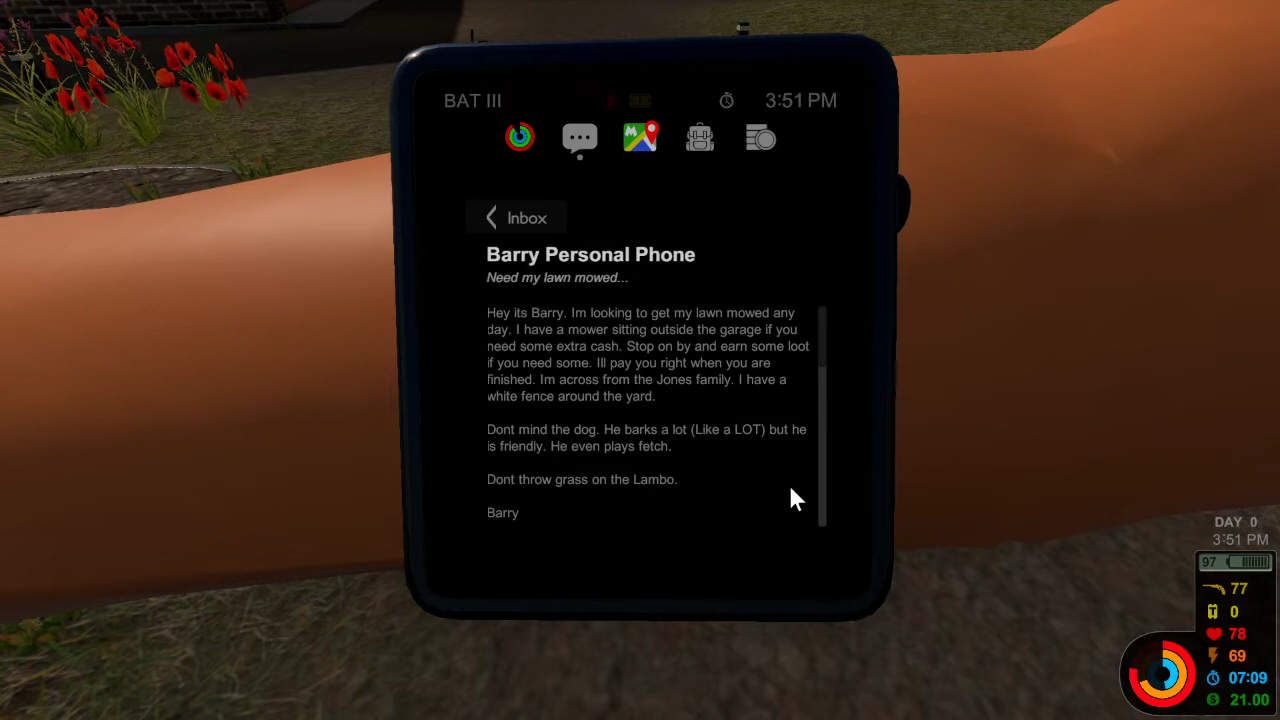 BAT III
3:51 PM
Inbox
Barry Personal Phone
Need my lawn mowed...
Hey its Barry. Im looking to get my lawn mowed any
day. I have a mower sitting outside the garage if you
need some extra cash. Stop on by and earn some loot
if you need some. Ill pay you right when you are
finished. Im across from the Jones family. I have a
white fence around the yard.
Dont mind the dog. He barks a lot (Like a LOT) but he
is friendly. He even plays fetch.
Dont throw grass on the Lambo.
Barry
DAY 0
3:51 PM
97
77
0
78
69
07:09
21.00